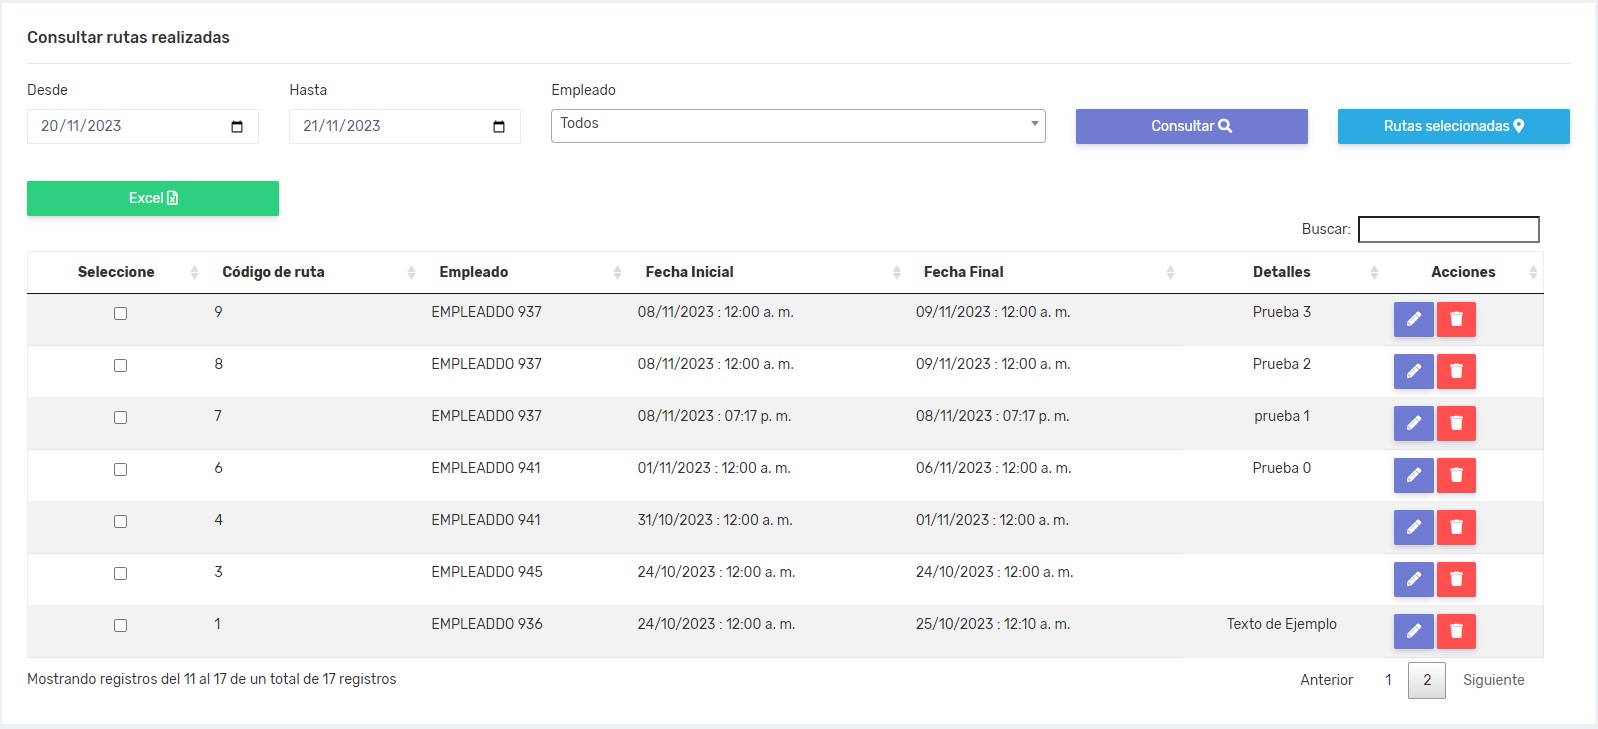 Consultar rutas realizadas
Desde Hasta Empleado
20/11/2023 21/11/2023 Todos Consultar Rutas selecionadas
Excel
Buscar:
Seleccione Código de ruta Empleado Fecha Inicial Fecha Final Detalles Acciones
9 EMPLEADDO 937 08/11/2023 : 12:00 a. m. 09/11/2023 : 12:00 a. m. Prueba 3
8 EMPLEADDO 937 08/11/2023 : 12:00 a. m. 09/11/2023 : 12:00 a. m. Prueba 2
7 EMPLEADDO 937 08/11/2023 : 07:17 p. m. 08/11/2023 : 07:17 p. m. prueba 1
6 EMPLEADDO 941 01/11/2023 : 12:00 a. m. 06/11/2023 : 12:00 a. m. Prueba 0
4 EMPLEADDO 941 31/10/2023 : 12:00 a. m. 01/11/2023 : 12:00 a. m.
3 EMPLEADDO 945 24/10/2023 : 12:00 a. m. 24/10/2023 : 12:00 a. m.
1 EMPLEADDO 936 24/10/2023 : 12:00 a. m. 25/10/2023 : 12:10 a. m. Texto de Ejemplo
Mostrando registros del 11 al 17 de un total de 17 registros Anterior 1 2 Siguiente